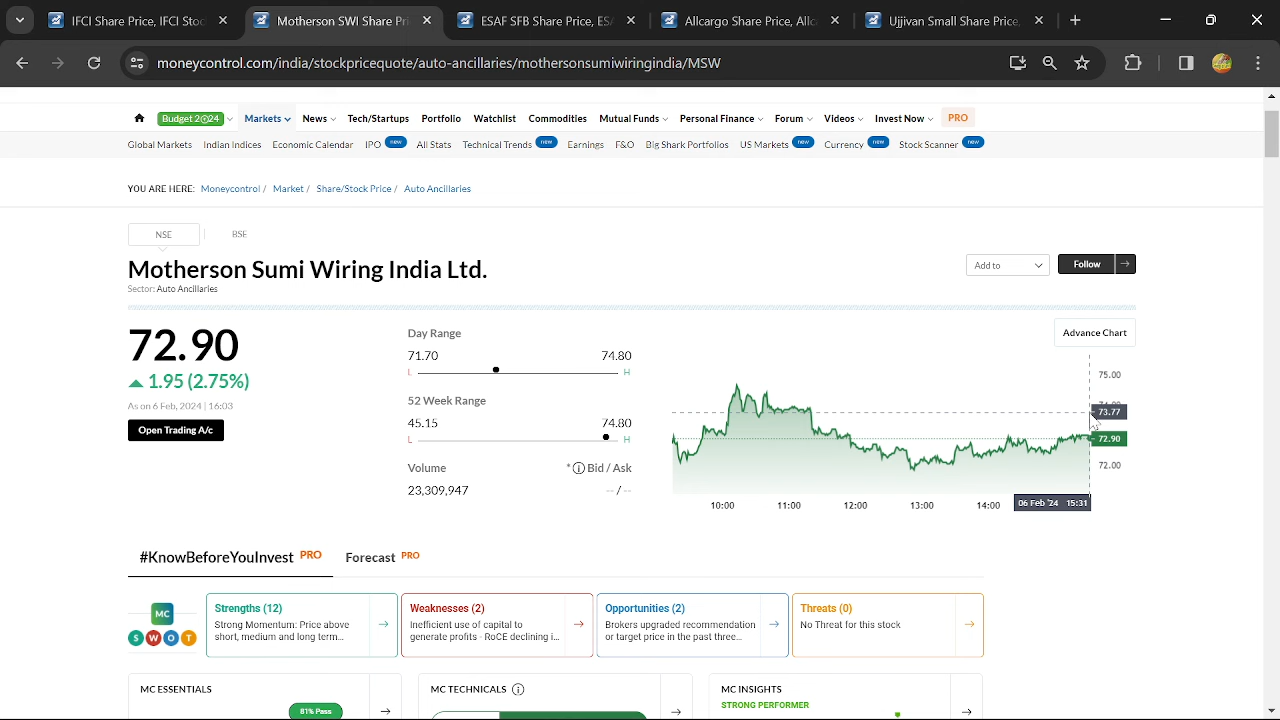 IFCI Share Price, IFCI Stoc
Motherson SWI Share Pri
ESAF SFB Share Price, ESA
Allcargo Share Price, Allc
Ujjivan Small Share Price,
moneycontrol.com/india/stockpricequote/auto-ancillaries/mothersonsumiwiringindia/MSW
Budget 2024 Markets News Tech/Startups Portfolio Watchlist Commodities Mutual Funds Personal Finance Forum Videos Invest Now PRO
Global Markets Indian Indices Economic Calendar IPO new All Stats Technical Trends new Earnings F&O Big Shark Portfolios US Markets new Currency new Stock Scanner new
YOU ARE HERE: Moneycontrol / Market / Share/Stock Price / Auto Ancillaries
NSE BSE
Motherson Sumi Wiring India Ltd.
Sector: Auto Ancillaries
Add to Follow
72.90
1.95 (2.75%)
As on 6 Feb, 2024 | 16:03
Open Trading A/c
Day Range
71.70 74.80
L H
52 Week Range
45.15 74.80
L H
Volume * Bid / Ask
23,309,947 -- / --
Advance Chart
75.00
73.77
72.90
72.00
10:00 11:00 12:00 13:00 14:00 06 Feb '24 15:31
#KnowBeforeYouInvest PRO Forecast PRO
MC
S W O T
Strengths (12)
Strong Momentum: Price above
short, medium and long term...
Weaknesses (2)
Inefficient use of capital to
generate profits - RoCE declining i...
Opportunities (2)
Brokers upgraded recommendation
or target price in the past three...
Threats (0)
No Threat for this stock
MC ESSENTIALS
81% Pass
MC TECHNICALS
MC INSIGHTS
STRONG PERFORMER